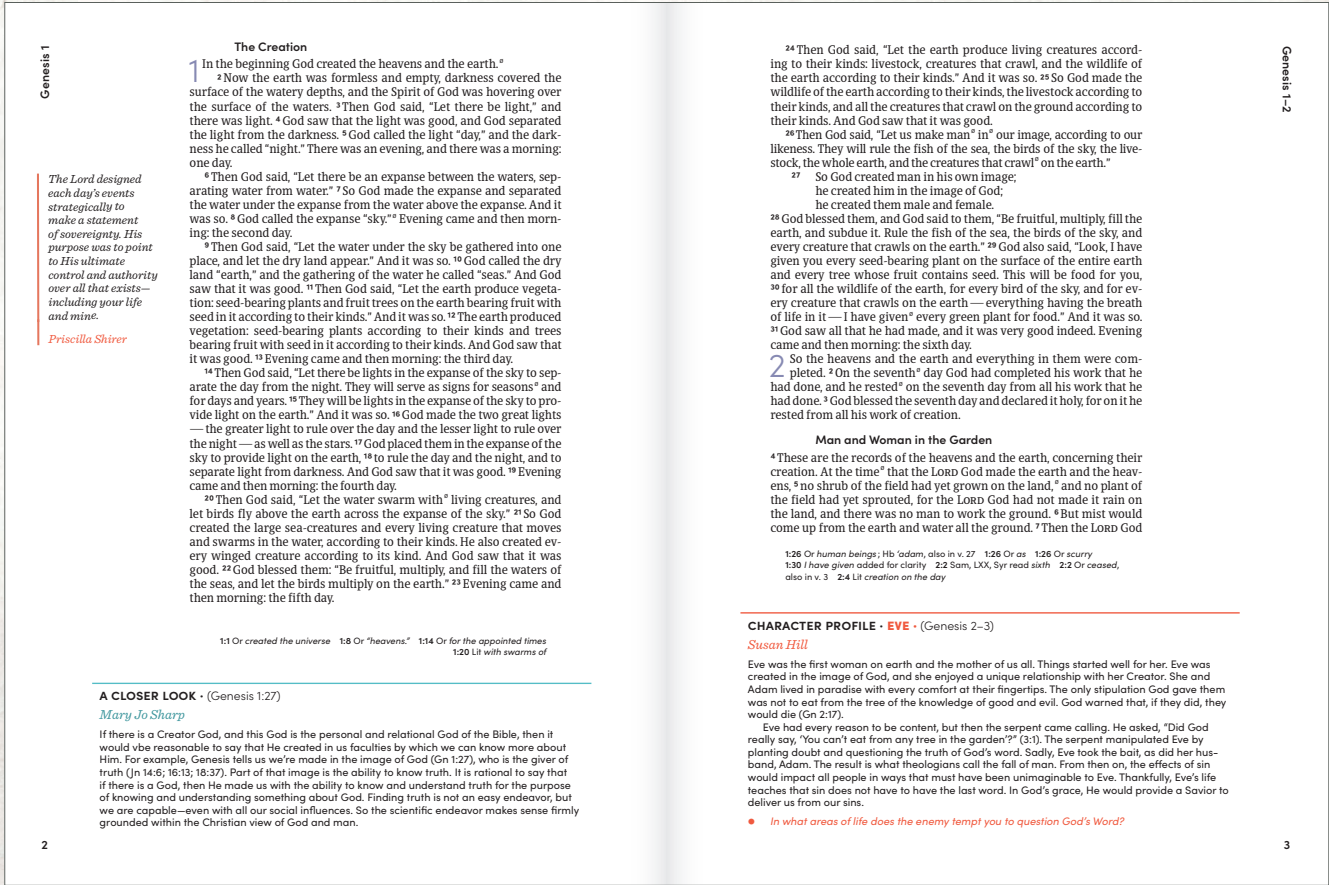 Genesis 1
The Creation
1 In the beginning God created the heavens and the earth.a
2 Now the earth was formless and empty, darkness covered the
surface of the watery depths, and the Spirit of God was hovering over
the surface of the waters. 3 Then God said, “Let there be light,” and
there was light. 4 God saw that the light was good, and God separated
the light from the darkness. 5 God called the light “day,” and the dark-
ness he called “night.” There was an evening, and there was a morning:
one day.
6 Then God said, “Let there be an expanse between the waters, sep-
arating water from water.” 7 So God made the expanse and separated
the water under the expanse from the water above the expanse. And it
was so. 8 God called the expanse “sky.”a Evening came and then morn-
ing: the second day.
9 Then God said, “Let the water under the sky be gathered into one
place, and let the dry land appear.” And it was so. 10 God called the dry
land “earth,” and the gathering of the water he called “seas.” And God
saw that it was good. 11 Then God said, “Let the earth produce vegeta-
tion: seed-bearing plants and fruit trees on the earth bearing fruit with
seed in it according to their kinds.” And it was so. 12 The earth produced
vegetation: seed-bearing plants according to their kinds and trees
bearing fruit with seed in it according to their kinds. And God saw that
it was good. 13 Evening came and then morning: the third day.
14 Then God said, “Let there be lights in the expanse of the sky to sep-
arate the day from the night. They will serve as signs for seasonsa and
for days and years. 15 They will be lights in the expanse of the sky to pro-
vide light on the earth.” And it was so. 16 God made the two great lights
— the greater light to rule over the day and the lesser light to rule over
the night — as well as the stars. 17 God placed them in the expanse of the
sky to provide light on the earth, 18 to rule the day and the night, and to
separate light from darkness. And God saw that it was good. 19 Evening
came and then morning: the fourth day.
20 Then God said, “Let the water swarm witha living creatures, and
let birds fly above the earth across the expanse of the sky.” 21 So God
created the large sea-creatures and every living creature that moves
and swarms in the water, according to their kinds. He also created ev-
ery winged creature according to its kind. And God saw that it was
good. 22 God blessed them: “Be fruitful, multiply, and fill the waters of
the seas, and let the birds multiply on the earth.” 23 Evening came and
then morning: the fifth day.
The Lord designed
each day’s events
strategically to
make a statement
of sovereignty. His
purpose was to point
to His ultimate
control and authority
over all that exists—
including your life
and mine.
Priscilla Shirer
1:1 Or created the universe 1:8 Or “heavens.” 1:14 Or for the appointed times
1:20 Lit with swarms of
A CLOSER LOOK • (Genesis 1:27)
Mary Jo Sharp
If there is a Creator God, and this God is the personal and relational God of the Bible, then it
would vbe reasonable to say that He created in us faculties by which we can know more about
Him. For example, Genesis tells us we’re made in the image of God (Gn 1:27), who is the giver of
truth (Jn 14:6; 16:13; 18:37). Part of that image is the ability to know truth. It is rational to say that
if there is a God, then He made us with the ability to know and understand truth for the purpose
of knowing and understanding something about God. Finding truth is not an easy endeavor, but
we are capable—even with all our social influences. So the scientific endeavor makes sense firmly
grounded within the Christian view of God and man.
2
Genesis 1–2
24 Then God said, “Let the earth produce living creatures accord-
ing to their kinds: livestock, creatures that crawl, and the wildlife of
the earth according to their kinds.” And it was so. 25 So God made the
wildlife of the earth according to their kinds, the livestock according to
their kinds, and all the creatures that crawl on the ground according to
their kinds. And God saw that it was good.
26 Then God said, “Let us make mana ina our image, according to our
likeness. They will rule the fish of the sea, the birds of the sky, the live-
stock, the whole earth, and the creatures that crawla on the earth.”
27 So God created man in his own image;
he created him in the image of God;
he created them male and female.
28 God blessed them, and God said to them, “Be fruitful, multiply, fill the
earth, and subdue it. Rule the fish of the sea, the birds of the sky, and
every creature that crawls on the earth.” 29 God also said, “Look, I have
given you every seed-bearing plant on the surface of the entire earth
and every tree whose fruit contains seed. This will be food for you,
30 for all the wildlife of the earth, for every bird of the sky, and for ev-
ery creature that crawls on the earth — everything having the breath
of life in it — I have givena every green plant for food.” And it was so.
31 God saw all that he had made, and it was very good indeed. Evening
came and then morning: the sixth day.
2 So the heavens and the earth and everything in them were com-
pleted. 2 On the seventha day God had completed his work that he
had done, and he resteda on the seventh day from all his work that he
had done. 3 God blessed the seventh day and declared it holy, for on it he
rested from all his work of creation.
Man and Woman in the Garden
4 These are the records of the heavens and the earth, concerning their
creation. At the timea that the LORD God made the earth and the heav-
ens, 5 no shrub of the field had yet grown on the land,a and no plant of
the field had yet sprouted, for the LORD God had not made it rain on
the land, and there was no man to work the ground. 6 But mist would
come up from the earth and water all the ground. 7 Then the LORD God
1:26 Or human beings; Hb ’adam, also in v. 27 1:26 Or as 1:26 Or scurry
1:30 I have given added for clarity 2:2 Sam, LXX, Syr read sixth 2:2 Or ceased,
also in v. 3 2:4 Lit creation on the day
CHARACTER PROFILE • EVE • (Genesis 2–3)
Susan Hill
Eve was the first woman on earth and the mother of us all. Things started well for her. Eve was
created in the image of God, and she enjoyed a unique relationship with her Creator. She and
Adam lived in paradise with every comfort at their fingertips. The only stipulation God gave them
was not to eat from the tree of the knowledge of good and evil. God warned that, if they did, they
would die (Gn 2:17).
Eve had every reason to be content, but then the serpent came calling. He asked, “Did God
really say, ‘You can’t eat from any tree in the garden’?” (3:1). The serpent manipulated Eve by
planting doubt and questioning the truth of God’s word. Sadly, Eve took the bait, as did her hus-
band, Adam. The result is what theologians call the fall of man. From then on, the effects of sin
would impact all people in ways that must have been unimaginable to Eve. Thankfully, Eve’s life
teaches that sin does not have to have the last word. In God’s grace, He would provide a Savior to
deliver us from our sins.
• In what areas of life does the enemy tempt you to question God’s Word?
3